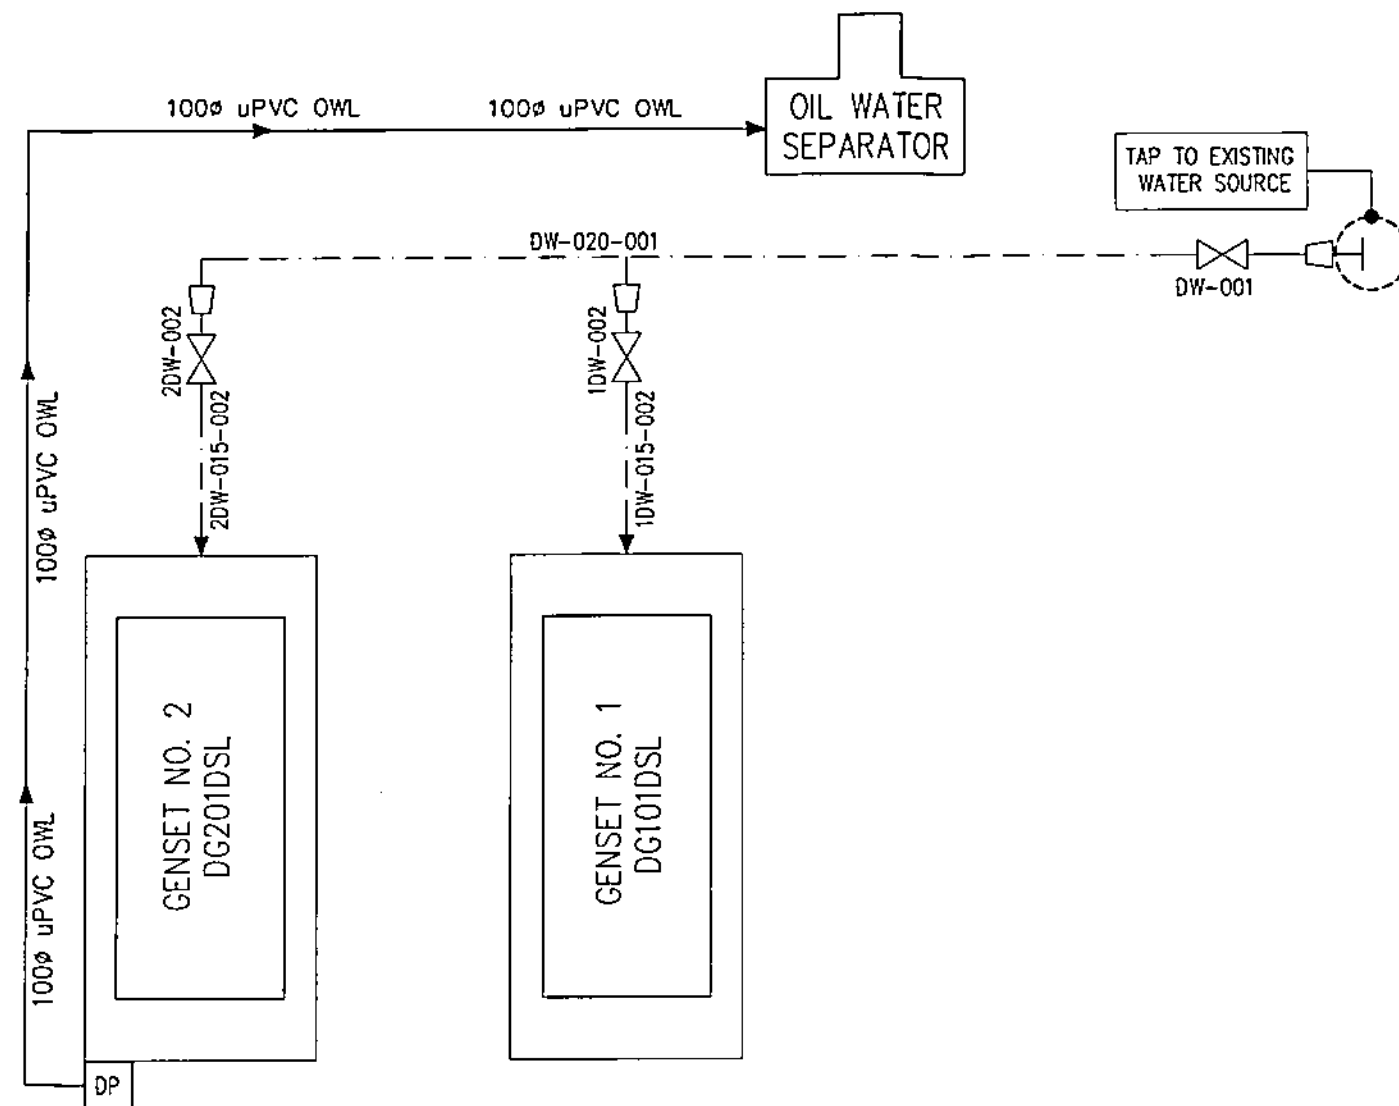 100ø uPVC OWL
100ø uPVC OWL
OIL WATER
SEPARATOR
TAP TO EXISTING
WATER SOURCE
DW-020-001
DW-001
2DW-002
1DW-002
2DW-015-002
1DW-015-002
100ø uPVC OWL
100ø uPVC OWL
GENSET NO. 2
DG201DSL
GENSET NO. 1
DG101DSL
DP